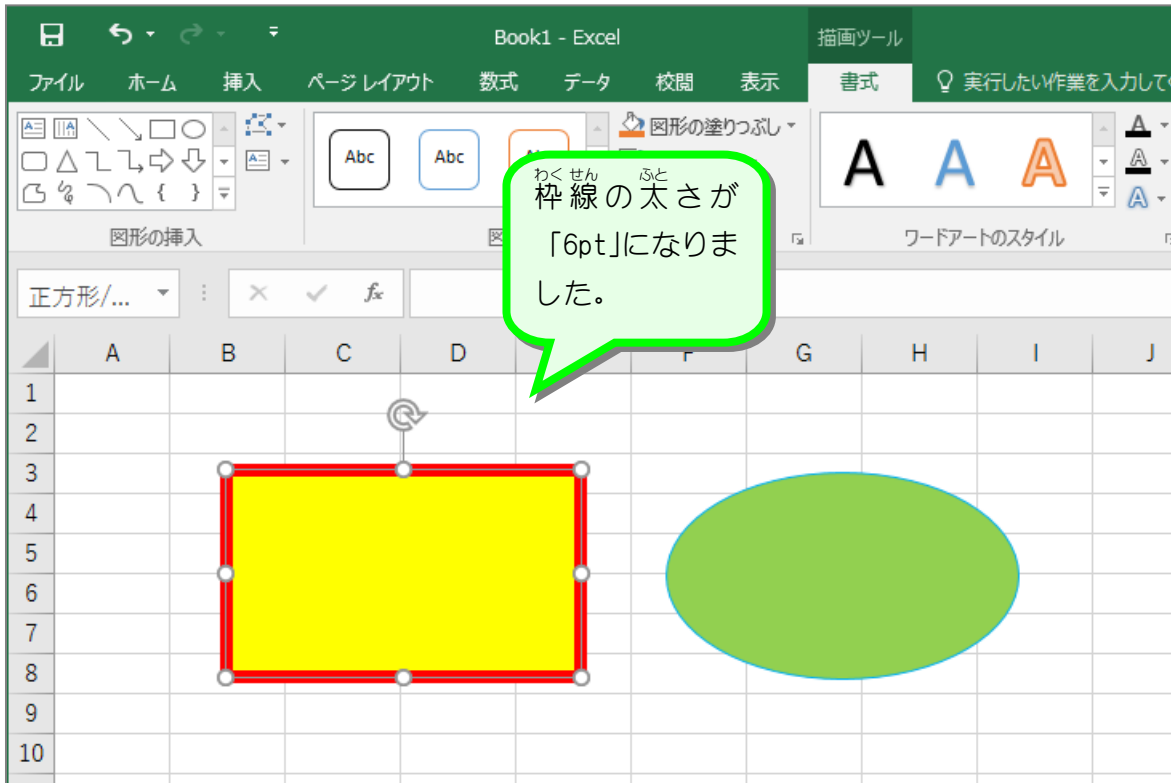 Book1 - Excel
描画ツール
ファイル ホーム 挿入 ページ レイアウト 数式 データ 校閲 表示 書式 実行したい作業を入力して
Abc Abc
図形の塗りつぶし
A A A
A
A
A
図形の挿入
ワードアートのスタイル
わく せん ふと
枠線の太さが
「6pt」になりま
した。
正方形/... fx
A B C D F G H I J
1
2
3
4
5
6
7
8
9
10